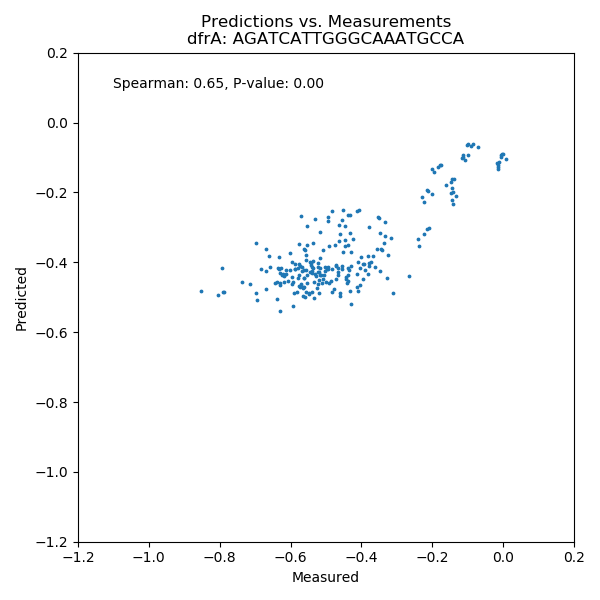 Predictions vs. Measurements
dfrA: AGATCATTGGGCAAATGCCA
Spearman: 0.65, P-value: 0.00
0.2
0.0
−0.2
−0.4
−0.6
−0.8
−1.0
−1.2
Predicted
−1.2 −1.0 −0.8 −0.6 −0.4 −0.2 0.0 0.2
Measured